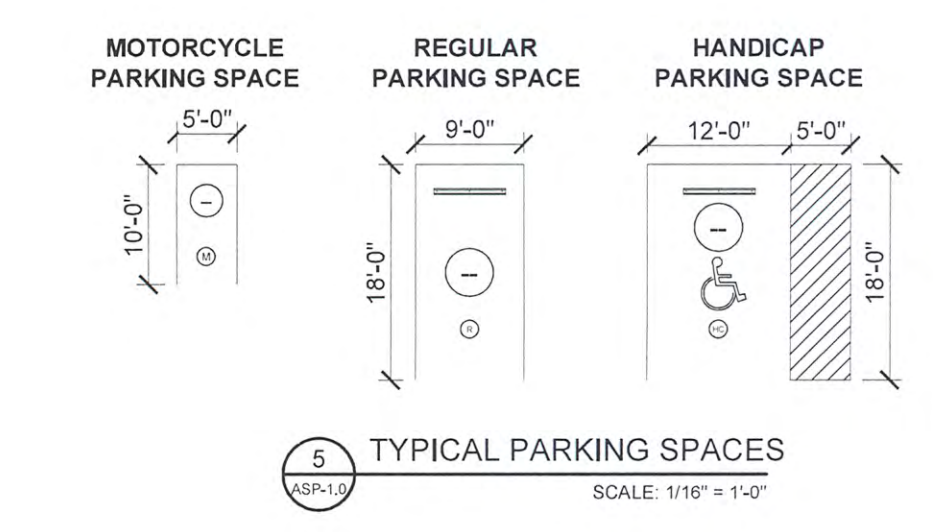 MOTORCYCLE
PARKING SPACE
5'-0"
10'-0"
–
M
REGULAR
PARKING SPACE
9'-0"
18'-0"
--
R
HANDICAP
PARKING SPACE
12'-0"
5'-0"
18'-0"
--
HC
5
ASP-1.0
TYPICAL PARKING SPACES
SCALE: 1/16" = 1'-0"